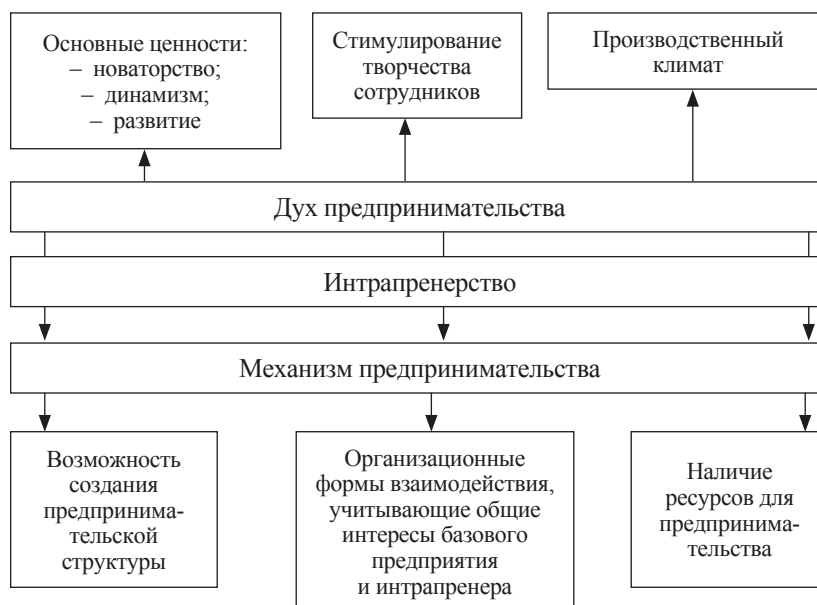 Основные ценности:
– новаторство;
– динамизм;
– развитие
Стимулирование
творчества
сотрудников
Производственный
климат
Дух предпринимательства
Интрапренерство
Механизм предпринимательства
Возможность
создания
предпринима-
тельской
структуры
Организационные
формы взаимодействия,
учитывающие общие
интересы базового
предприятия
и интрапренера
Наличие
ресурсов для
предпринима-
тельства